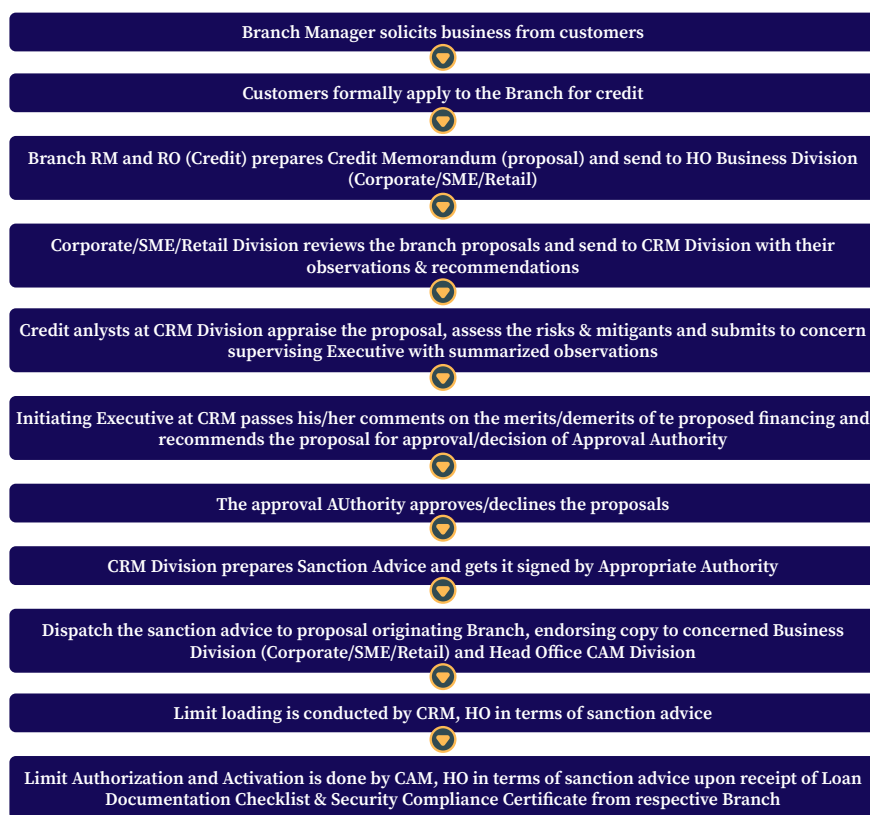 Branch Manager solicits business from customers
Customers formally apply to the Branch for credit
Branch RM and RO (Credit) prepares Credit Memorandum (proposal) and send to HO Business Division
(Corporate/SME/Retail)
Corporate/SME/Retail Division reviews the branch proposals and send to CRM Division with their
observations & recommendations
Credit anlysts at CRM Division appraise the proposal, assess the risks & mitigants and submits to concern
supervising Executive with summarized observations
Initiating Executive at CRM passes his/her comments on the merits/demerits of te proposed financing and
recommends the proposal for approval/decision of Approval Authority
The approval AUthority approves/declines the proposals
CRM Division prepares Sanction Advice and gets it signed by Appropriate Authority
Dispatch the sanction advice to proposal originating Branch, endorsing copy to concerned Business
Division (Corporate/SME/Retail) and Head Office CAM Division
Limit loading is conducted by CRM, HO in terms of sanction advice
Limit Authorization and Activation is done by CAM, HO in terms of sanction advice upon receipt of Loan
Documentation Checklist & Security Compliance Certificate from respective Branch